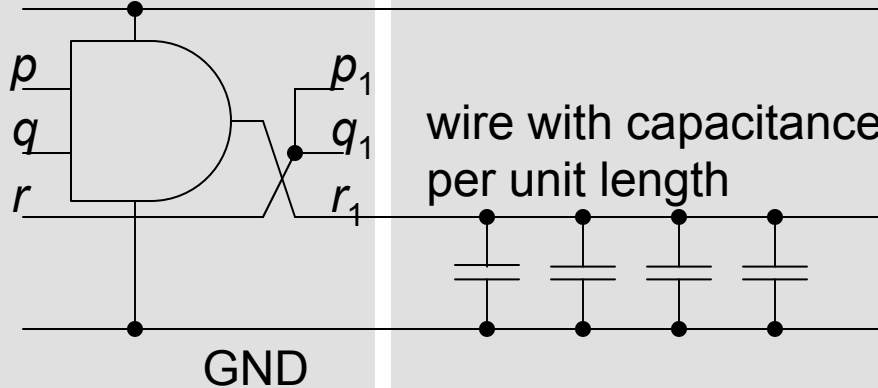 p
p₁
q
q₁
r
r₁
wire with capacitance
per unit length
GND